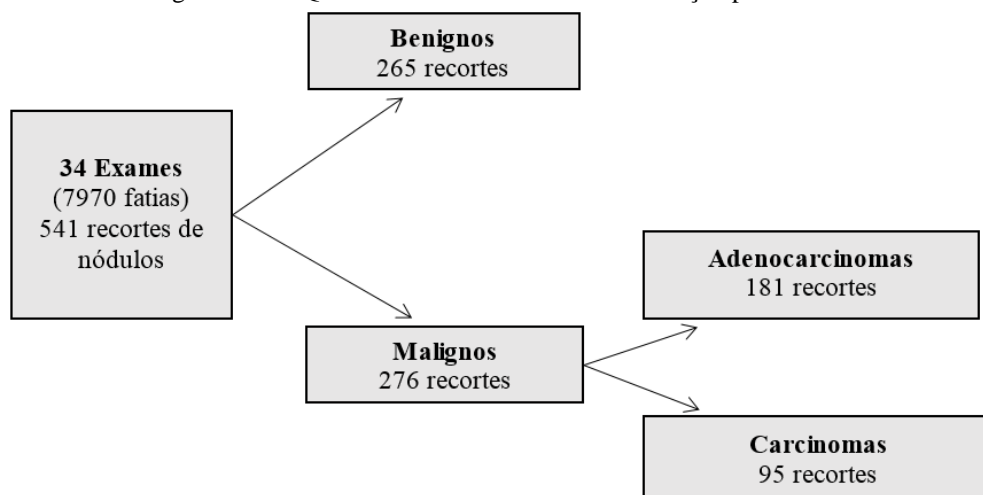 Benignos
265 recortes
34 Exames
(7970 fatias)
541 recortes de
nódulos
Adenocarcinomas
181 recortes
Malignos
276 recortes
Carcinomas
95 recortes